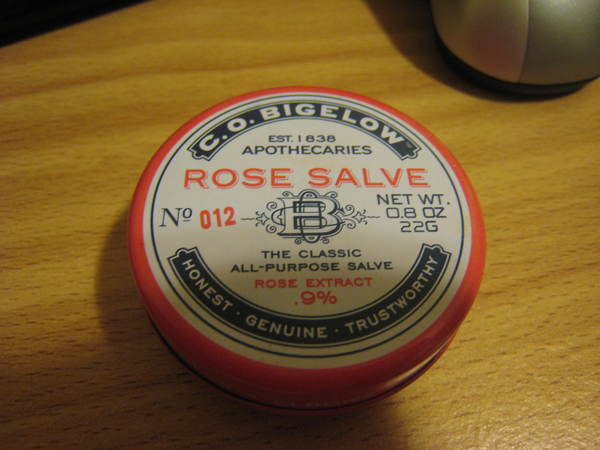 C.O. BIGELOW
EST. 1838
APOTHECARIES
ROSE SALVE
Nº 012
NET WT.
0.8 OZ
22G
THE CLASSIC
ALL-PURPOSE SALVE
ROSE EXTRACT
.9%
HONEST · GENUINE · TRUSTWORTHY